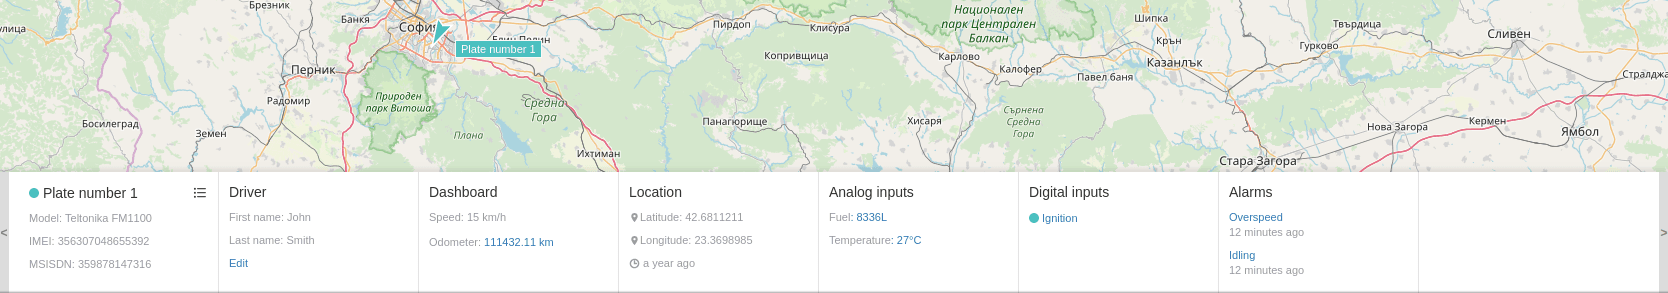 Брезник
Банкя
София
Национален
парк Централен
Балкан
Шипка
Твърдица
улица
Пирдоп
Клисура
Елин Пелин
Plate number 1
Крън
Гурково
Сливен
Копривщица
Карлово
Калофер
Казанлък
Перник
Павел баня
Стралджа
Радомир
Природен
парк Витоша
Средна
Гора
Сърнена
Средна
Гора
Босилеград
Земен
Плана
Панагюрище
Хисаря
Нова Загора
Кермен
Ямбол
Ихтиман
Стара Загора
Plate number 1
Model: Teltonika FM1100
IMEI: 356307048655392
MSISDN: 359878147316
Driver
First name: John
Last name: Smith
Edit
Dashboard
Speed: 15 km/h
Odometer: 111432.11 km
Location
Latitude: 42.6811211
Longitude: 23.3698985
a year ago
Analog inputs
Fuel: 8336L
Temperature: 27°C
Digital inputs
Ignition
Alarms
Overspeed
12 minutes ago
Idling
12 minutes ago
<
>